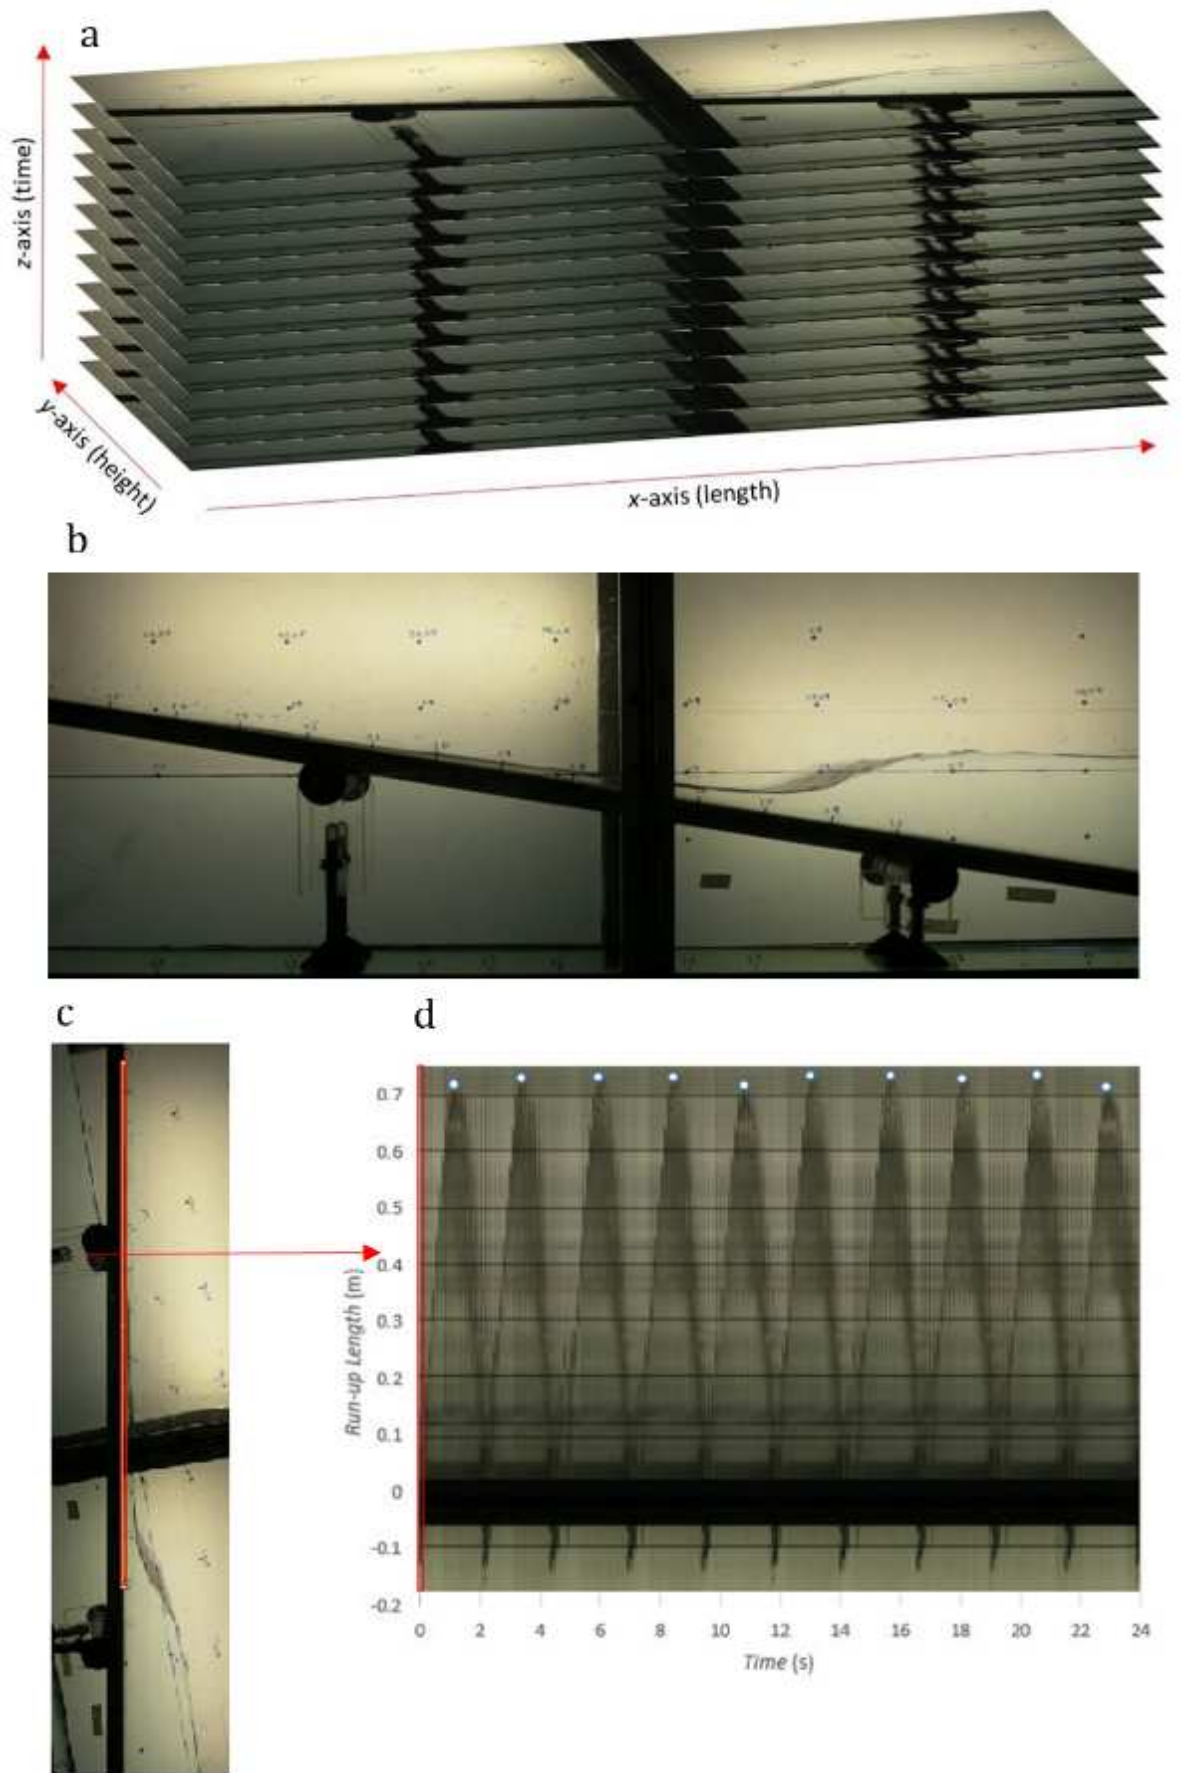 a
z-axis (time)
y-axis (height)
x-axis (length)
b
c
d
0.7
0.6
0.5
0.4
0.3
0.2
0.1
0
-0.1
-0.2
Run-up Length (m)
0 2 4 6 8 10 12 14 16 18 20 22 24
Time (s)